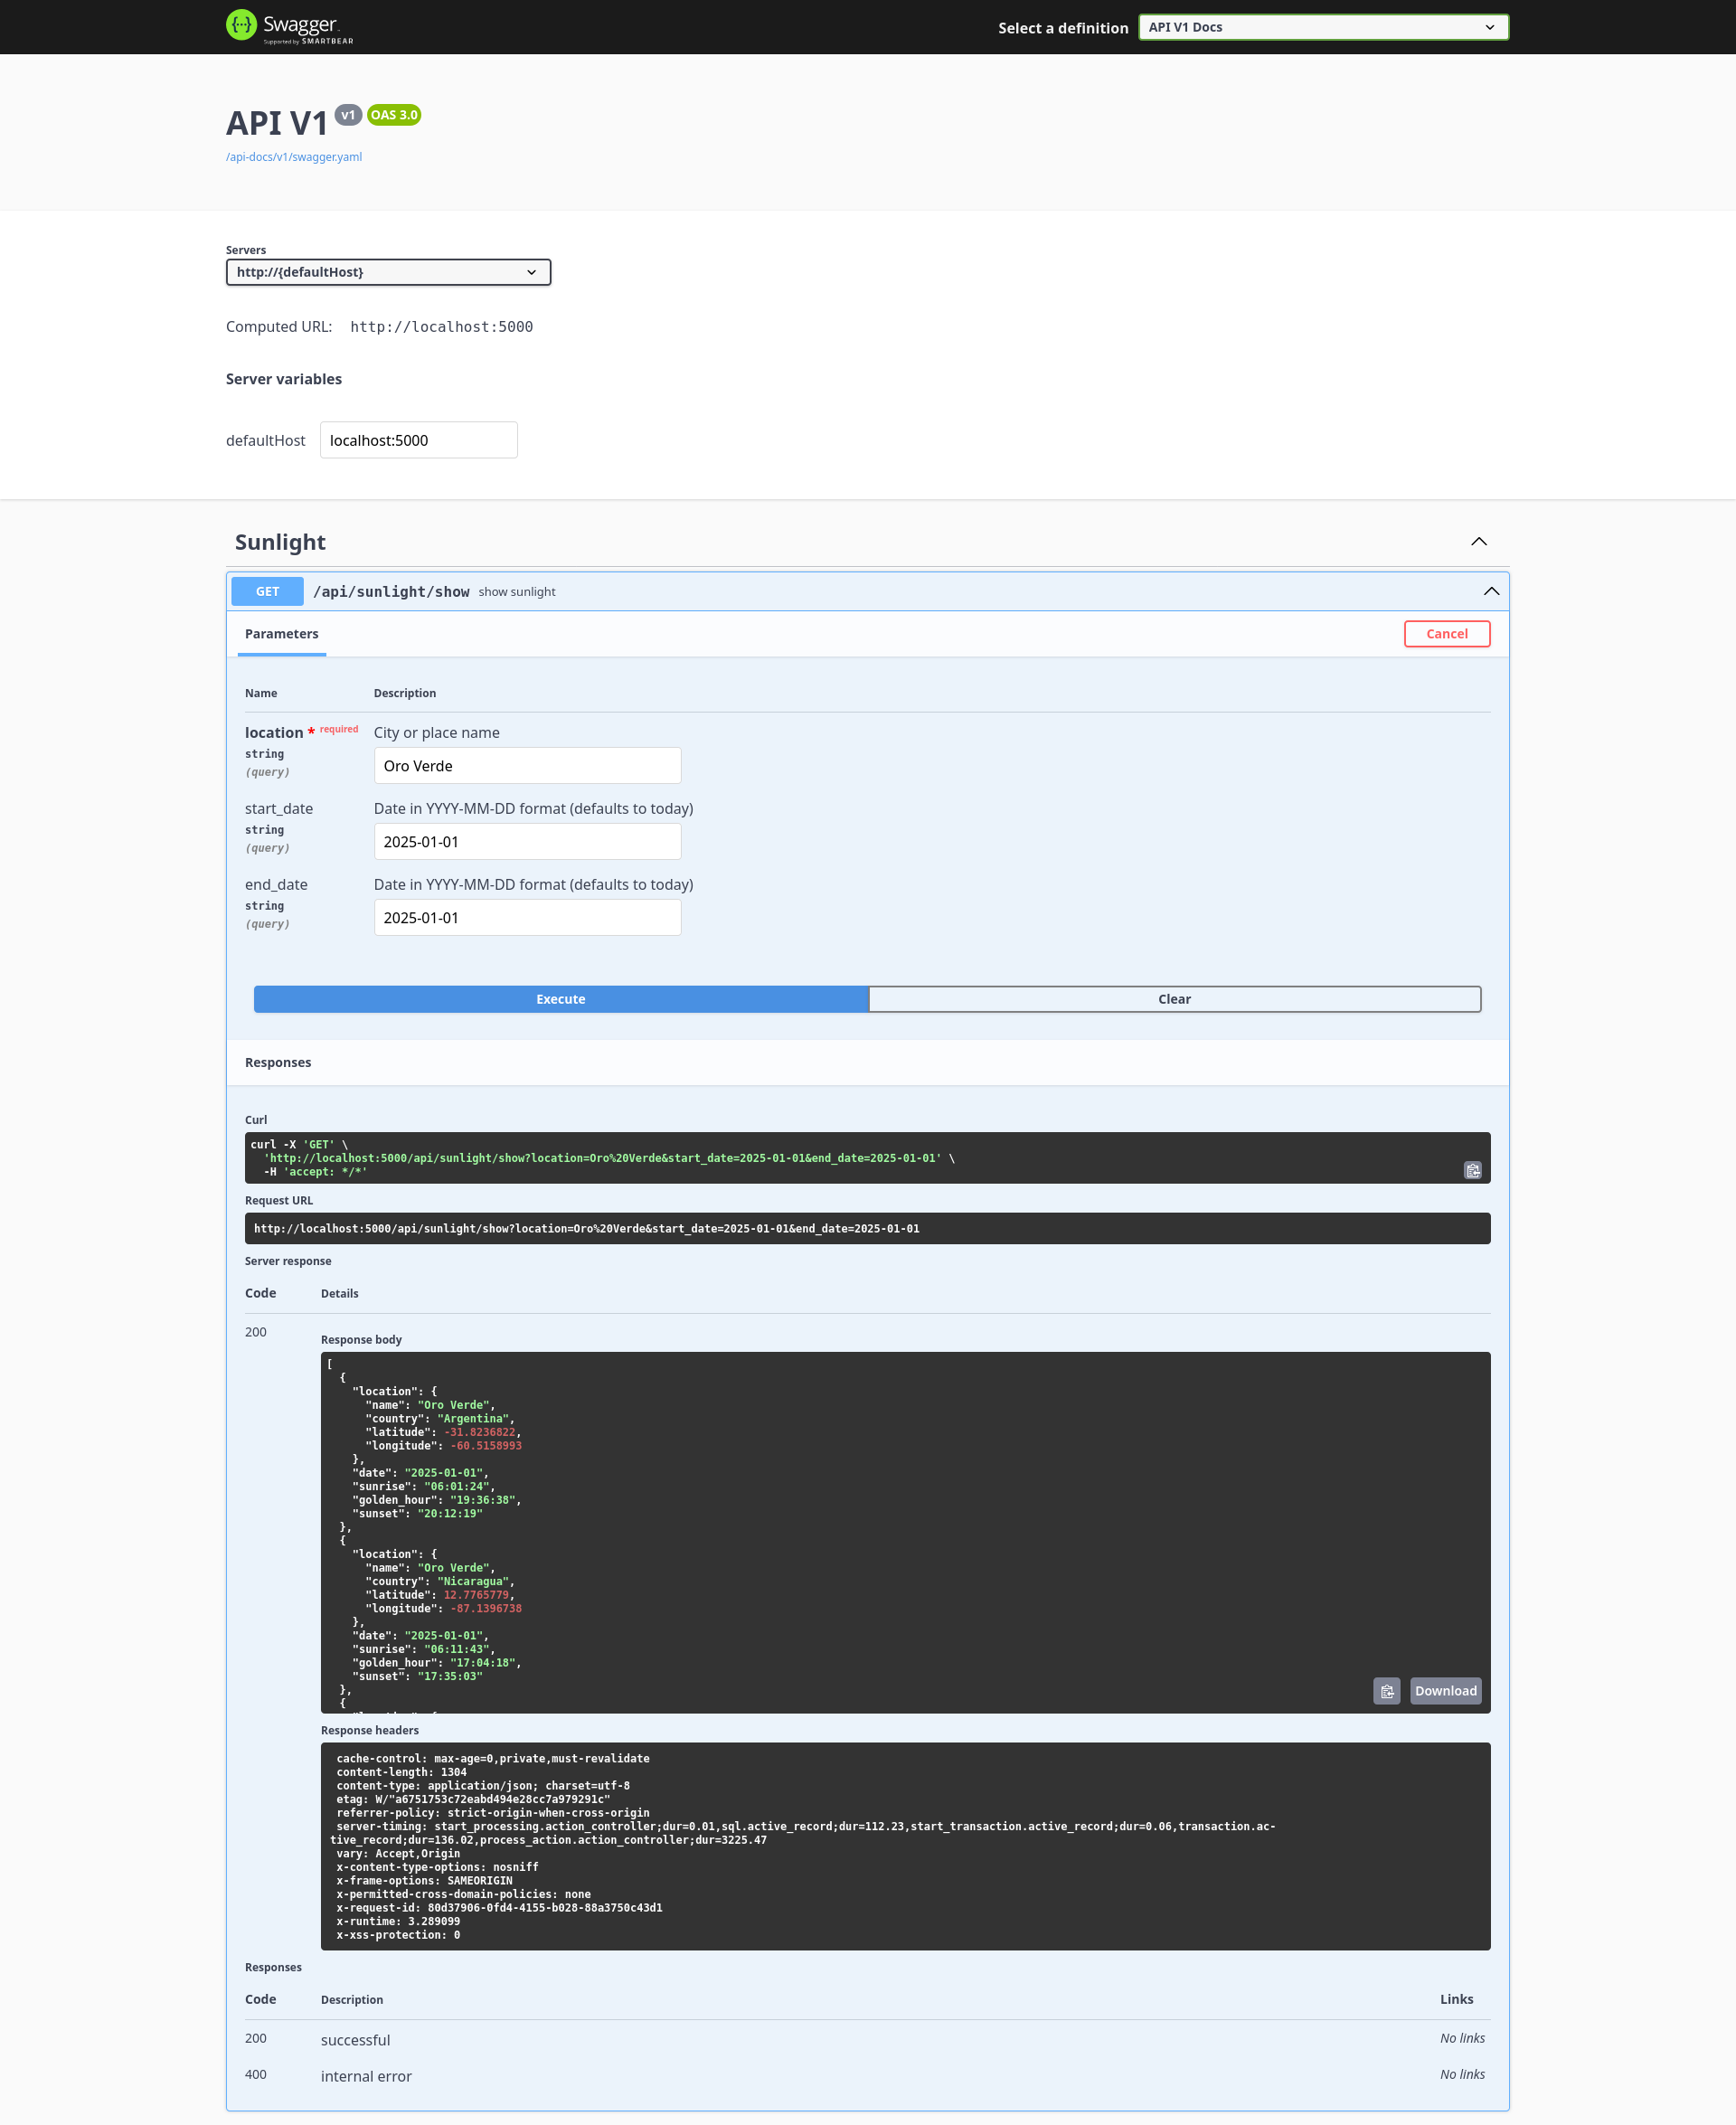 Swagger.
Supported by SMARTBEAR
Select a definition
API V1 Docs
API V1 v1 OAS 3.0
/api-docs/v1/swagger.yaml
Servers
http://{defaultHost}
Computed URL: http://localhost:5000
Server variables
defaultHost localhost:5000
Sunlight
GET /api/sunlight/show show sunlight
Parameters
Cancel
Name Description
location * required City or place name
string
(query)
Oro Verde
start_date Date in YYYY-MM-DD format (defaults to today)
string
(query)
2025-01-01
end_date Date in YYYY-MM-DD format (defaults to today)
string
(query)
2025-01-01
Execute
Clear
Responses
Curl
curl -X 'GET' \
'http://localhost:5000/api/sunlight/show?location=Oro%20Verde&start_date=2025-01-01&end_date=2025-01-01' \
-H 'accept: */*'
Request URL
http://localhost:5000/api/sunlight/show?location=Oro%20Verde&start_date=2025-01-01&end_date=2025-01-01
Server response
Code Details
200
Response body
[
{
"location": {
"name": "Oro Verde",
"country": "Argentina",
"latitude": -31.8236822,
"longitude": -60.5158993
},
"date": "2025-01-01",
"sunrise": "06:01:24",
"golden_hour": "19:36:38",
"sunset": "20:12:19"
},
{
"location": {
"name": "Oro Verde",
"country": "Nicaragua",
"latitude": 12.7765779,
"longitude": -87.1396738
},
"date": "2025-01-01",
"sunrise": "06:11:43",
"golden_hour": "17:04:18",
"sunset": "17:35:03"
},
{
Download
Response headers
cache-control: max-age=0,private,must-revalidate
content-length: 1304
content-type: application/json; charset=utf-8
etag: W/"a6751753c72eabd494e28cc7a979291c"
referrer-policy: strict-origin-when-cross-origin
server-timing: start_processing.action_controller;dur=0.01,sql.active_record;dur=112.23,start_transaction.active_record;dur=0.06,transaction.ac-
tive_record;dur=136.02,process_action.action_controller;dur=3225.47
vary: Accept,Origin
x-content-type-options: nosniff
x-frame-options: SAMEORIGIN
x-permitted-cross-domain-policies: none
x-request-id: 80d37906-0fd4-4155-b028-88a3750c43d1
x-runtime: 3.289099
x-xss-protection: 0
Responses
Code Description Links
200 successful No links
400 internal error No links